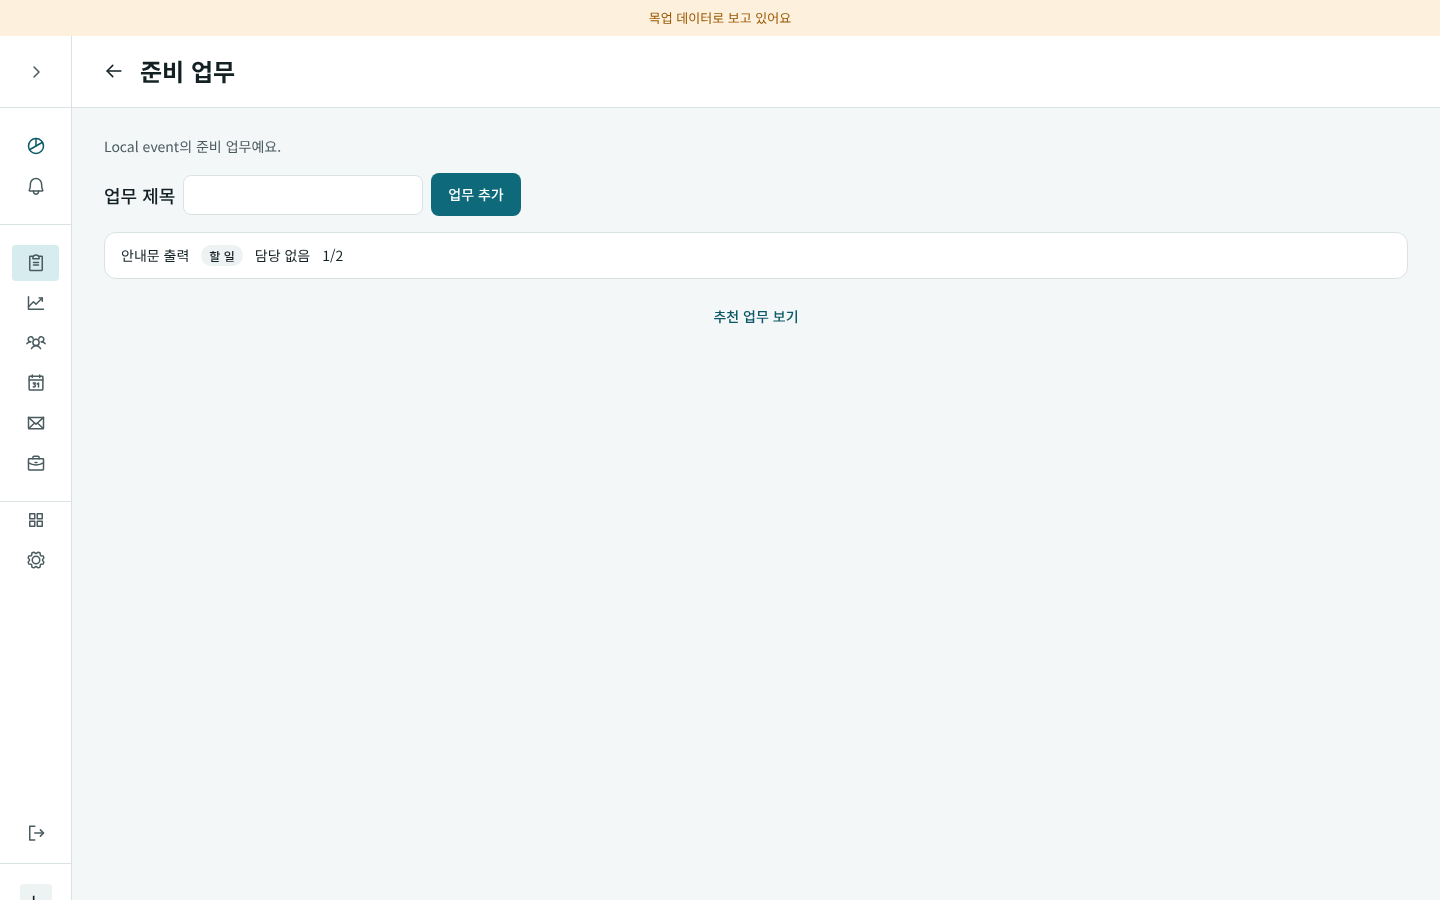 목업 데이터로 보고 있어요
준비 업무
Local event의 준비 업무예요.
업무 제목 업무 추가
안내문 출력 할 일 담당 없음 1/2
추천 업무 보기
31